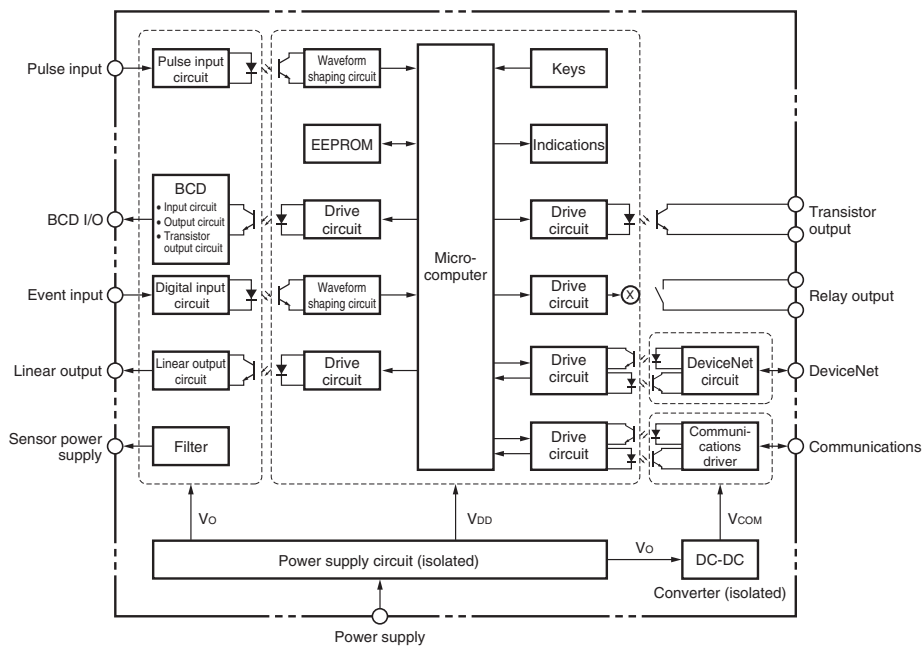 Pulse input
Pulse input
circuit
Waveform
shaping circuit
Keys
EEPROM
Indications
BCD I/O
BCD
• Input circuit
• Output circuit
• Transistor
output circuit
Drive
circuit
Micro-
computer
Drive
circuit
Transistor
output
Event input
Digital input
circuit
Waveform
shaping circuit
Drive
circuit
X
Relay output
Linear output
Linear output
circuit
Drive
circuit
Drive
circuit
DeviceNet
circuit
DeviceNet
Sensor power
supply
Filter
Drive
circuit
Communi-
cations
driver
Communications
VO
VDD
VCOM
Power supply circuit (isolated)
VO
DC-DC
Converter (isolated)
Power supply